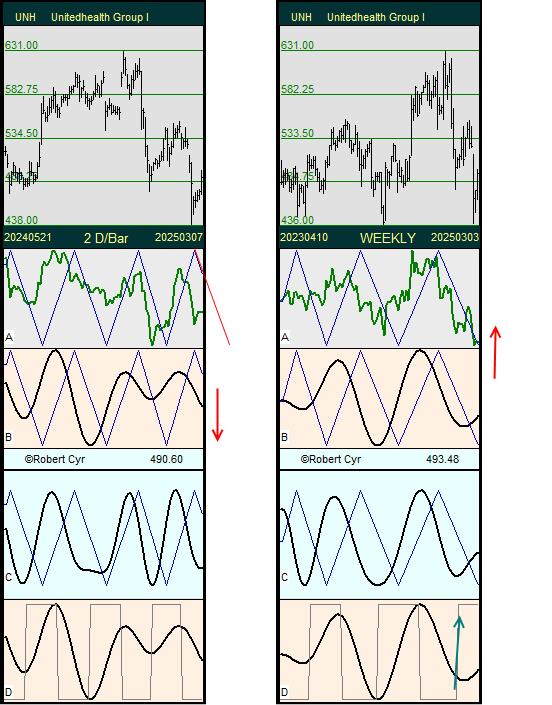 UNH Unitedhealth Group I
631.00
582.75
534.50
438.00
20240521 2 D/Bar 20250307
A
B
©Robert Cyr 490.60
C
D
UNH Unitedhealth Group I
631.00
582.25
533.50
436.00
20230410 WEEKLY 20250303
A
B
©Robert Cyr 493.48
C
D